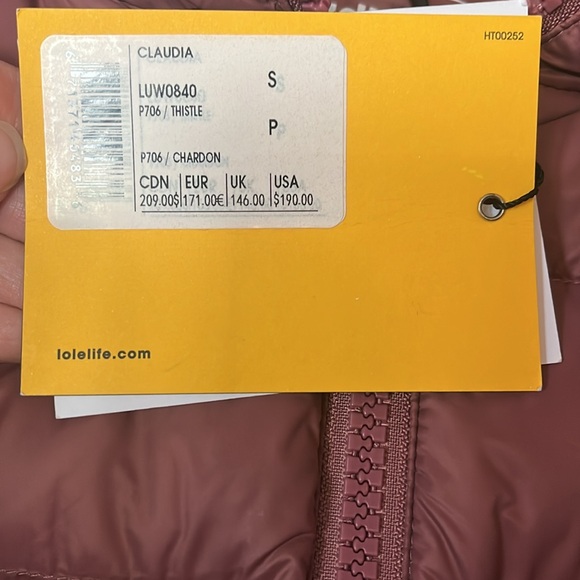 HT00252
CLAUDIA
LUW0840 S
P706 / THISTLE
P
P706 / CHARDON
CDN EUR UK USA
209.00$ 171.00€ 146.00 $190.00
lolelife.com